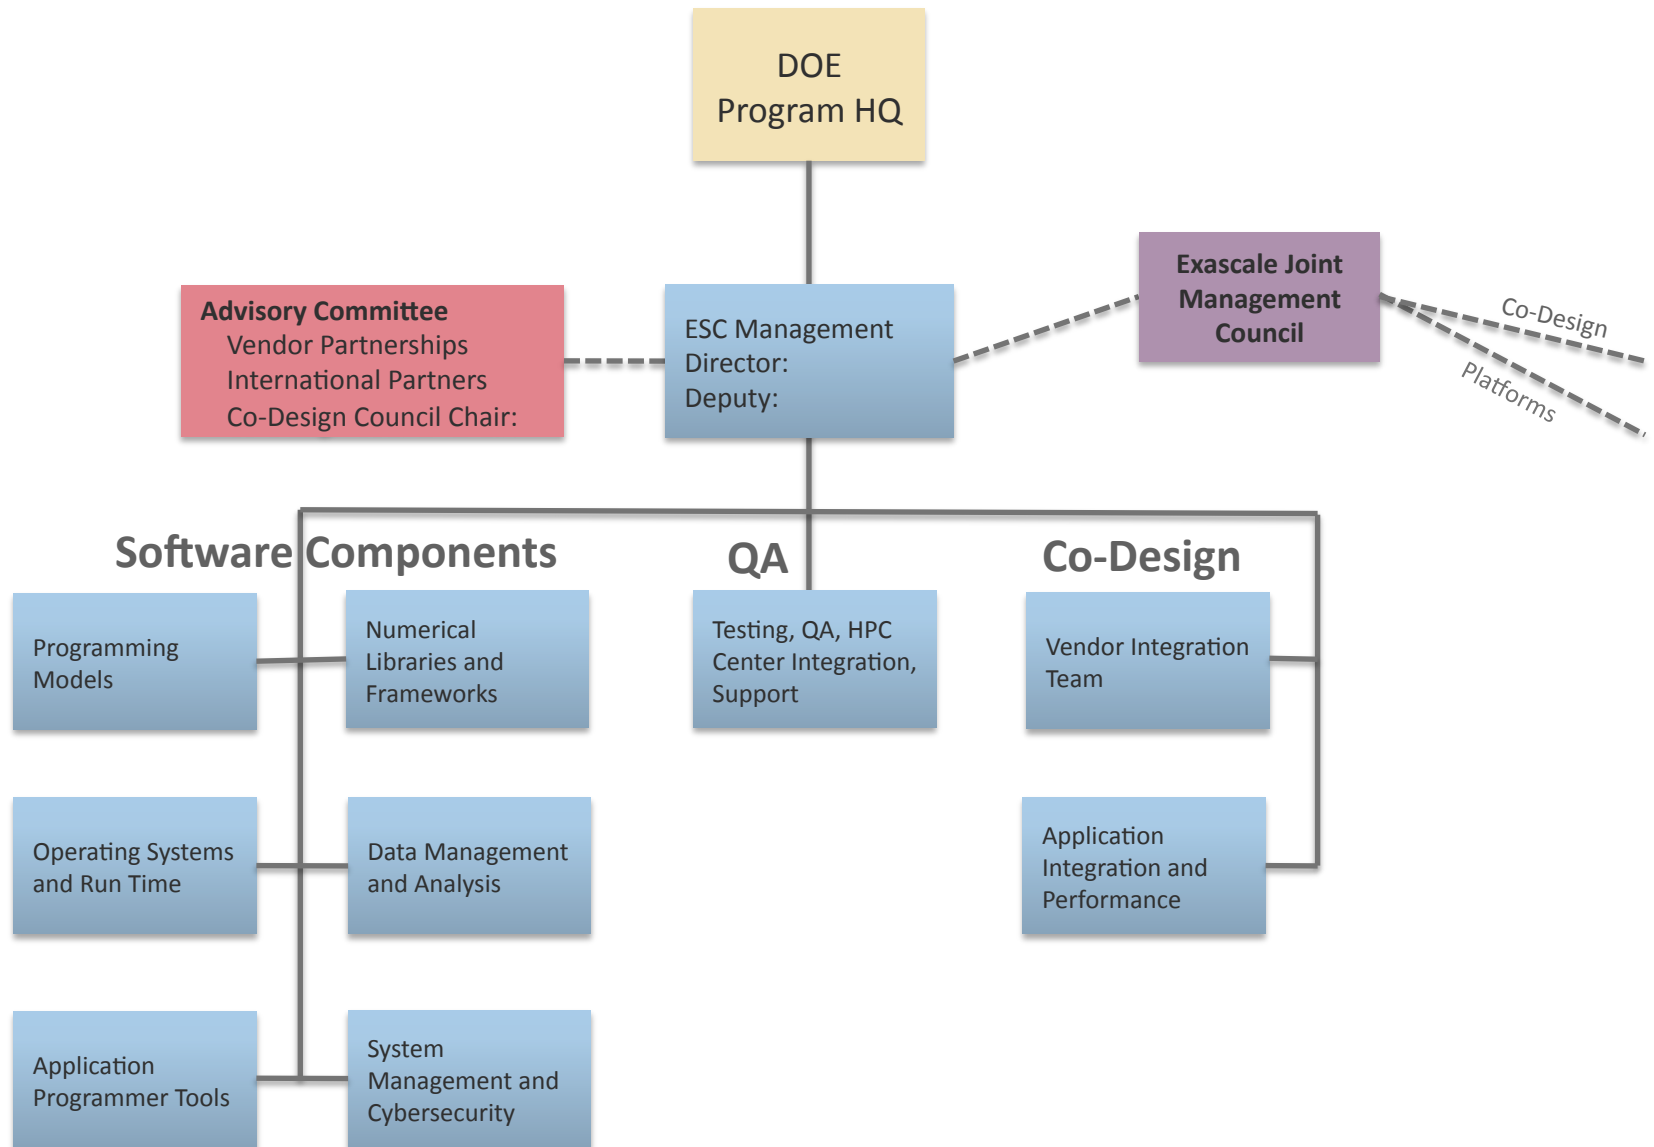 DOE
Program HQ
Exascale Joint
Management
Council
Co-Design
Platforms
Advisory Committee
Vendor Partnerships
International Partners
Co-Design Council Chair:
ESC Management
Director:
Deputy:
Software Components
QA
Co-Design
Programming
Models
Numerical
Libraries and
Frameworks
Testing, QA, HPC
Center Integration,
Support
Vendor Integration
Team
Operating Systems
and Run Time
Data Management
and Analysis
Application
Integration and
Performance
Application
Programmer Tools
System
Management and
Cybersecurity